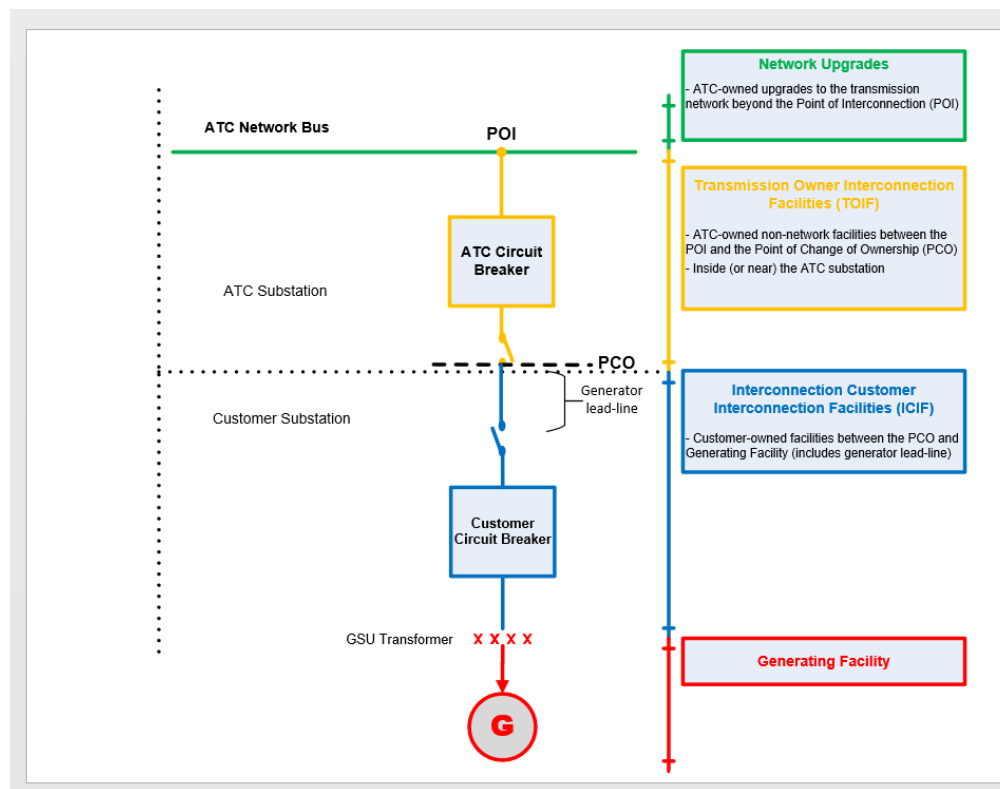 Network Upgrades
- ATC-owned upgrades to the transmission
network beyond the Point of Interconnection (POI)
ATC Network Bus
POI
Transmission Owner Interconnection
Facilities (TOIF)
- ATC-owned non-network facilities between the
POI and the Point of Change of Ownership (PCO)
- Inside (or near) the ATC substation
ATC Circuit
Breaker
ATC Substation
PCO
Generator
lead-line
Customer Substation
Interconnection Customer
Interconnection Facilities (ICIF)
- Customer-owned facilities between the PCO and
Generating Facility (includes generator lead-line)
Customer
Circuit Breaker
GSU Transformer
X X X X
Generating Facility
G